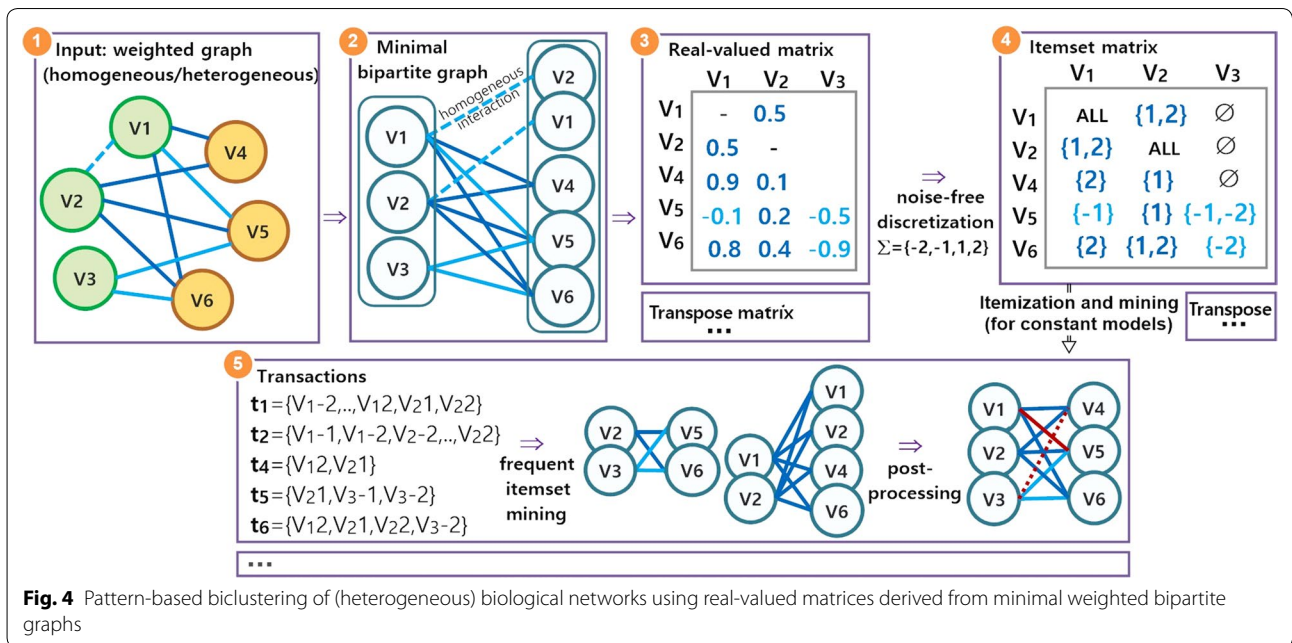 1 Input: weighted graph
(homogeneous/heterogeneous)
V1
V4
V2
V5
V3
V6
⇒
2 Minimal
bipartite graph
homogeneous
interaction
V1
V2
V3
V2
V1
V4
V5
V6
⇒
3 Real-valued matrix
V1 V2 V3
V1 - 0.5
V2 0.5 -
V4 0.9 0.1
V5 -0.1 0.2 -0.5
V6 0.8 0.4 -0.9
Transpose matrix
...
⇒
noise-free
discretization
Σ={-2,-1,1,2}
4 Itemset matrix
V1 V2 V3
V1 ALL {1,2} ∅
V2 {1,2} ALL ∅
V4 {2} {1} ∅
V5 {-1} {1} {-1,-2}
V6 {2} {1,2} {-2}
Itemization and mining
(for constant models)
Transpose
...
5 Transactions
t1={V1-2,..,V12,V21,V22}
t2={V1-1,V1-2,V2-2,..,V22}
t4={V12,V21}
t5={V21,V3-1,V3-2}
t6={V12,V21,V22,V3-2}
⇒
frequent
itemset
mining
V2 V5
V3 V6
V1
V2
V1
V2
V4
V6
⇒
post-
processing
V1 V4
V2 V5
V3 V6
...
Fig. 4 Pattern-based biclustering of (heterogeneous) biological networks using real-valued matrices derived from minimal weighted bipartite
graphs